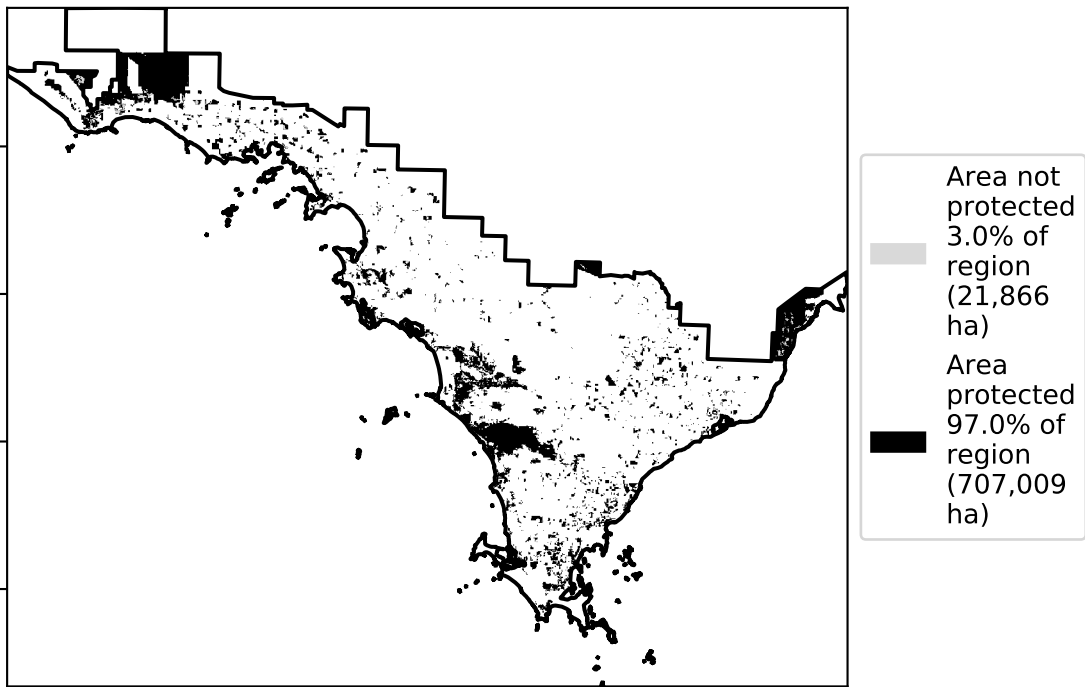 Area not
protected
3.0% of
region
(21,866
ha)
Area
protected
97.0% of
region
(707,009
ha)